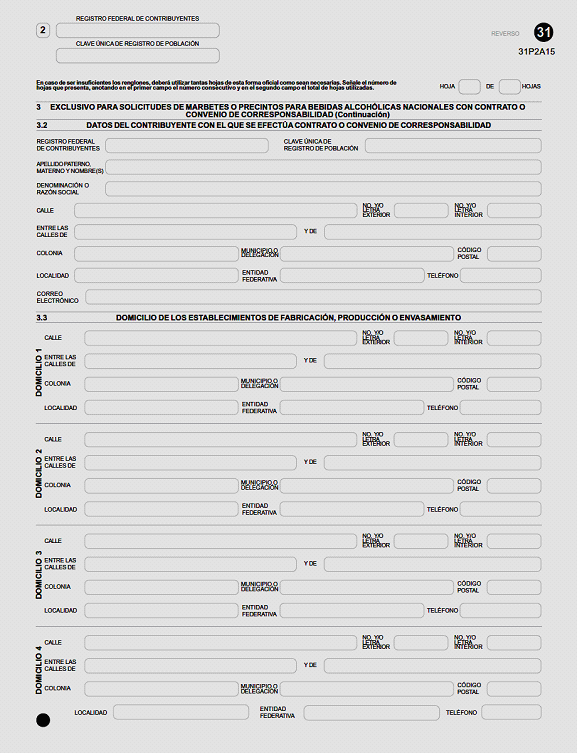 REGISTRO FEDERAL DE CONTRIBUYENTES
2
CLAVE ÚNICA DE REGISTRO DE POBLACIÓN
REVERSO 31
31P2A15
En caso de ser insuficientes los renglones, deberá utilizar tantas hojas de esta forma oficial como sean necesarias. Señale el número de
hojas que presenta, anotando en el primer campo el número consecutivo y en el segundo campo el total de hojas utilizadas.
HOJA DE HOJAS
3 EXCLUSIVO PARA SOLICITUDES DE MARBETES O PRECINTOS PARA BEBIDAS ALCOHÓLICAS NACIONALES CON CONTRATO O
CONVENIO DE CORRESPONSABILIDAD (Continuación)
3.2 DATOS DEL CONTRIBUYENTE CON EL QUE SE EFECTÚA CONTRATO O CONVENIO DE CORRESPONSABILIDAD
REGISTRO FEDERAL
DE CONTRIBUYENTES
CLAVE ÚNICA DE
REGISTRO DE POBLACIÓN
APELLIDO PATERNO,
MATERNO Y NOMBRE(S)
DENOMINACIÓN O
RAZÓN SOCIAL
CALLE
NO. Y/O
LETRA
EXTERIOR
NO. Y/O
LETRA
INTERIOR
ENTRE LAS
CALLES DE
Y DE
COLONIA
MUNICIPIO O
DELEGACIÓN
CÓDIGO
POSTAL
LOCALIDAD
ENTIDAD
FEDERATIVA
TELÉFONO
CORREO
ELECTRÓNICO
3.3 DOMICILIO DE LOS ESTABLECIMIENTOS DE FABRICACIÓN, PRODUCCIÓN O ENVASAMIENTO
DOMICILIO 1
CALLE
NO. Y/O
LETRA
EXTERIOR
NO. Y/O
LETRA
INTERIOR
ENTRE LAS
CALLES DE
Y DE
COLONIA
MUNICIPIO O
DELEGACIÓN
CÓDIGO
POSTAL
LOCALIDAD
ENTIDAD
FEDERATIVA
TELÉFONO
DOMICILIO 2
CALLE
NO. Y/O
LETRA
EXTERIOR
NO. Y/O
LETRA
INTERIOR
ENTRE LAS
CALLES DE
Y DE
COLONIA
MUNICIPIO O
DELEGACIÓN
CÓDIGO
POSTAL
LOCALIDAD
ENTIDAD
FEDERATIVA
TELÉFONO
DOMICILIO 3
CALLE
NO. Y/O
LETRA
EXTERIOR
NO. Y/O
LETRA
INTERIOR
ENTRE LAS
CALLES DE
Y DE
COLONIA
MUNICIPIO O
DELEGACIÓN
CÓDIGO
POSTAL
LOCALIDAD
ENTIDAD
FEDERATIVA
TELÉFONO
DOMICILIO 4
CALLE
NO. Y/O
LETRA
EXTERIOR
NO. Y/O
LETRA
INTERIOR
ENTRE LAS
CALLES DE
Y DE
COLONIA
MUNICIPIO O
DELEGACIÓN
CÓDIGO
POSTAL
LOCALIDAD
ENTIDAD
FEDERATIVA
TELÉFONO